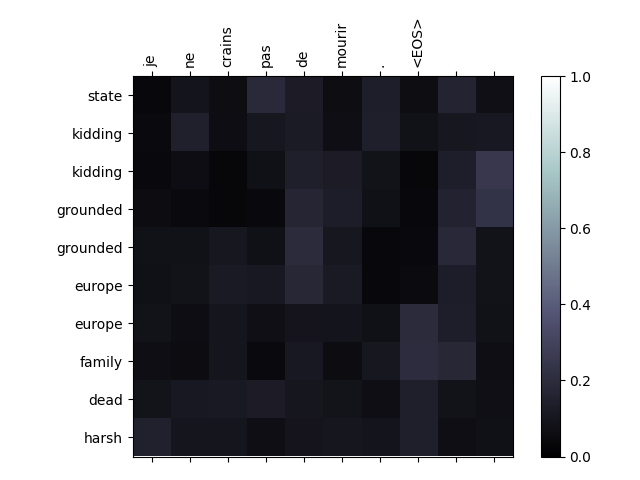 je ne crains pas de mourir . <EOS>
state
kidding
kidding
grounded
grounded
europe
europe
family
dead
harsh
1.0
0.8
0.6
0.4
0.2
0.0